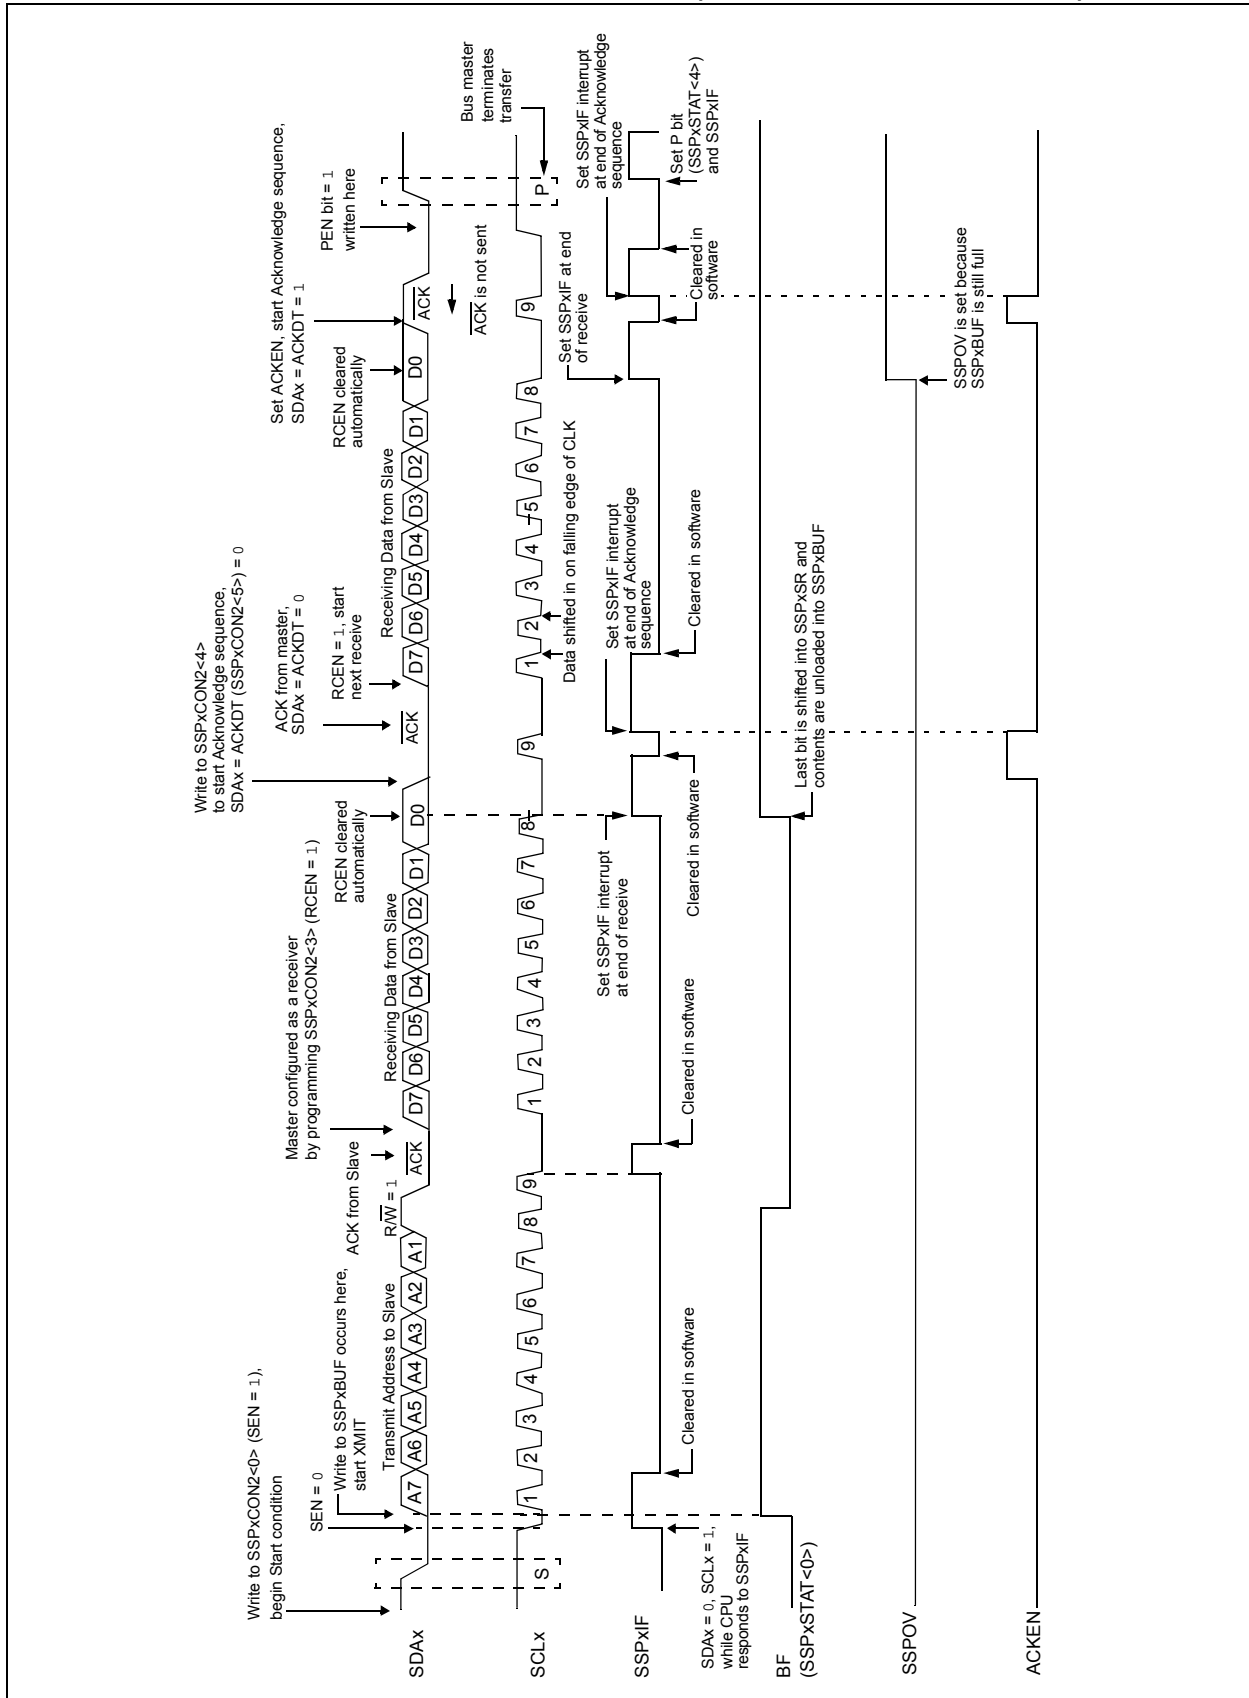 Write to SSPxCON2<0> (SEN = 1),
begin Start condition
SEN = 0
Write to SSPxBUF occurs here,
start XMIT
ACK from Slave
Master configured as a receiver
by programming SSPxCON2<3> (RCEN = 1)
RCEN cleared
automatically
Write to SSPxCON2<4>
to start Acknowledge sequence,
SDAx = ACKDT (SSPxCON2<5>) = 0
ACK from master,
SDAx = ACKDT = 0
RCEN = 1, start
next receive
RCEN cleared
automatically
Set ACKEN, start Acknowledge sequence,
SDAx = ACKDT = 1
PEN bit = 1
written here
Transmit Address to Slave
R/W = 1
Receiving Data from Slave
Receiving Data from Slave
SDAx
A7 A6 A5 A4 A3 A2 A1
ACK
D7 D6 D5 D4 D3 D2 D1 D0
ACK
D7 D6 D5 D4 D3 D2 D1 D0
ACK
ACK is not sent
Bus master
terminates
transfer
SCLx
S
1 2 3 4 5 6 7 8 9
1 2 3 4 5 6 7 8 9
1 2 3 4 5 6 7 8 9
P
Data shifted in on falling edge of CLK
Set SSPxIF interrupt
at end of receive
Set SSPxIF interrupt
at end of Acknowledge
sequence
Set SSPxIF at end
of receive
Set SSPxIF interrupt
at end of Acknowledge
sequence
SSPxIF
SDAx = 0, SCLx = 1,
while CPU
responds to SSPxIF
Cleared in software
Cleared in software
Cleared in software
Cleared in software
Cleared in
software
Set P bit
(SSPxSTAT<4>)
and SSPxIF
BF
(SSPxSTAT<0>)
Last bit is shifted into SSPxSR and
contents are unloaded into SSPxBUF
SSPOV
SSPOV is set because
SSPxBUF is still full
ACKEN